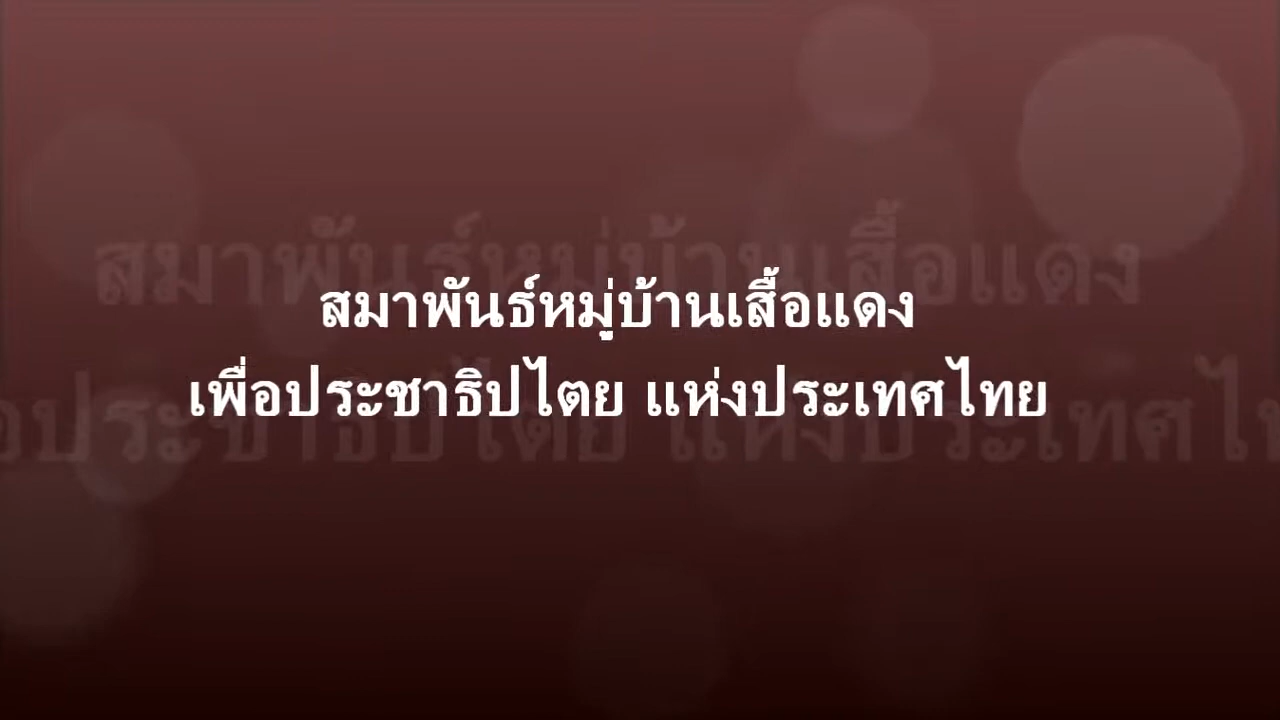 สมาพันธ์หมู่บ้านเสื้อแดง
เพื่อประชาธิปไตย แห่งประเทศไทย